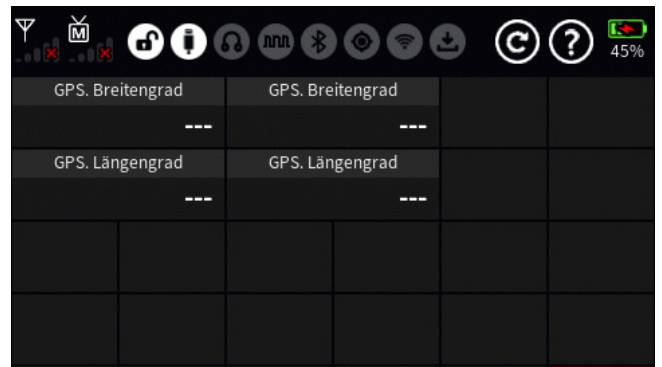 M
45%
GPS. Breitengrad GPS. Breitengrad
--- ---
GPS. Längengrad GPS. Längengrad
--- ---